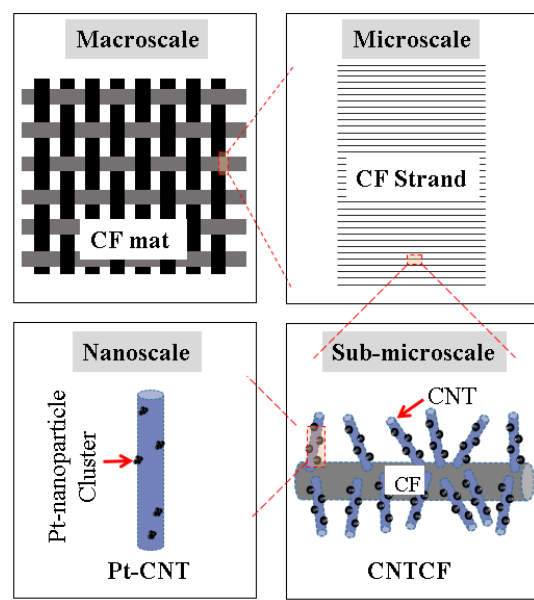 Macroscale
CF mat
Microscale
CF Strand
Nanoscale
Pt-nanoparticle
Cluster
Pt-CNT
Sub-microscale
CNT
CF
CNTCF